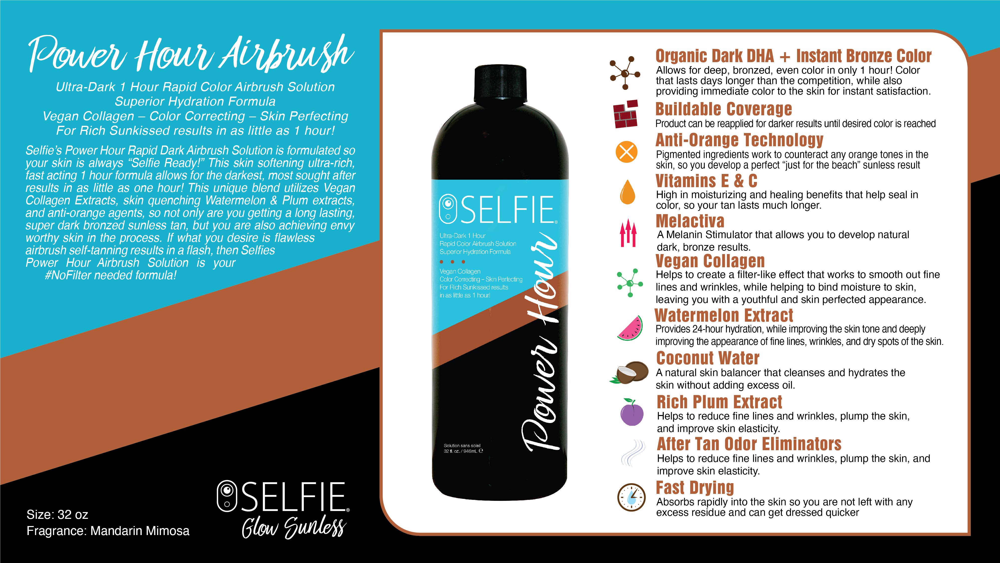 Power Hour Airbrush
Ultra-Dark 1 Hour Rapid Color Airbrush Solution
Superior Hydration Formula
Vegan Collagen – Color Correcting – Skin Perfecting
For Rich Sunkissed results in as little as 1 hour!
Selfie’s Power Hour Rapid Dark Airbrush Solution is formulated so
your skin is always “Selfie Ready!” This skin softening ultra-rich,
fast acting 1 hour formula allows for the darkest, most sought after
results in as little as one hour! This unique blend utilizes Vegan
Collagen Extracts, skin quenching Watermelon & Plum extracts,
and anti-orange agents, so not only are you getting a long lasting,
super dark bronzed sunless tan, but you are also achieving envy
worthy skin in the process. If what you desire is flawless
airbrush self-tanning results in a flash, then Selfies
Power Hour Airbrush Solution is your
#NoFilter needed formula!
Size: 32 oz
Fragrance: Mandarin Mimosa
SELFIE®
Glow Sunless
SELFIE®
Ultra-Dark 1 Hour
Rapid Color Airbrush Solution
Superior Hydration Formula
Vegan Collagen
Color Correcting – Skin Perfecting
For Rich Sunkissed results
in as little as 1 hour!
Power Hour
Solution sans soleil
32 fl. oz. / 946mL ℮
Organic Dark DHA + Instant Bronze Color
Allows for deep, bronzed, even color in only 1 hour! Color
that lasts days longer than the competition, while also
providing immediate color to the skin for instant satisfaction.
Buildable Coverage
Product can be reapplied for darker results until desired color is reached
Anti-Orange Technology
Pigmented ingredients work to counteract any orange tones in the
skin, so you develop a perfect “just for the beach” sunless result
Vitamins E & C
High in moisturizing and healing benefits that help seal in
color, so your tan lasts much longer.
Melactiva
A Melanin Stimulator that allows you to develop natural
dark, bronze results.
Vegan Collagen
Helps to create a filter-like effect that works to smooth out fine
lines and wrinkles, while helping to bind moisture to skin,
leaving you with a youthful and skin perfected appearance.
Watermelon Extract
Provides 24-hour hydration, while improving the skin tone and deeply
improving the appearance of fine lines, wrinkles, and dry spots of the skin.
Coconut Water
A natural skin balancer that cleanses and hydrates the
skin without adding excess oil.
Rich Plum Extract
Helps to reduce fine lines and wrinkles, plump the skin,
and improve skin elasticity.
After Tan Odor Eliminators
Helps to reduce fine lines and wrinkles, plump the skin, and
improve skin elasticity.
Fast Drying
Absorbs rapidly into the skin so you are not left with any
excess residue and can get dressed quicker